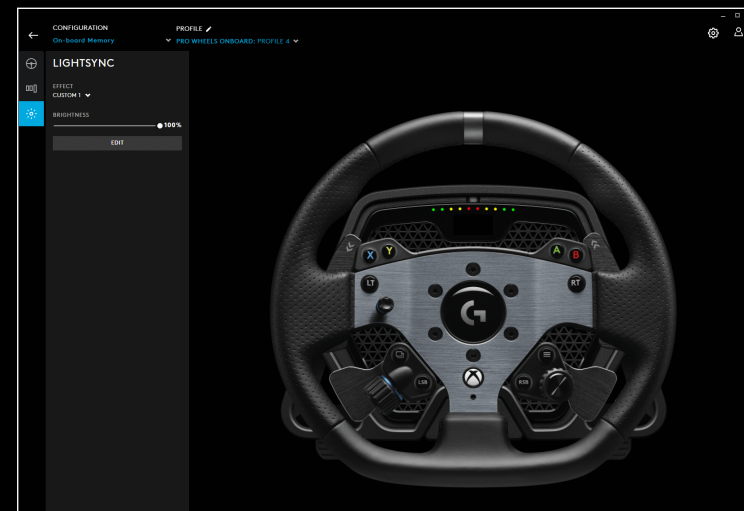 CONFIGURATION
On-board Memory
PROFILE
PRO WHEELS ONBOARD: PROFILE 4
LIGHTSYNC
EFFECT
CUSTOM 1
BRIGHTNESS
100%
EDIT
X Y A B
LT RT
LSB RSB